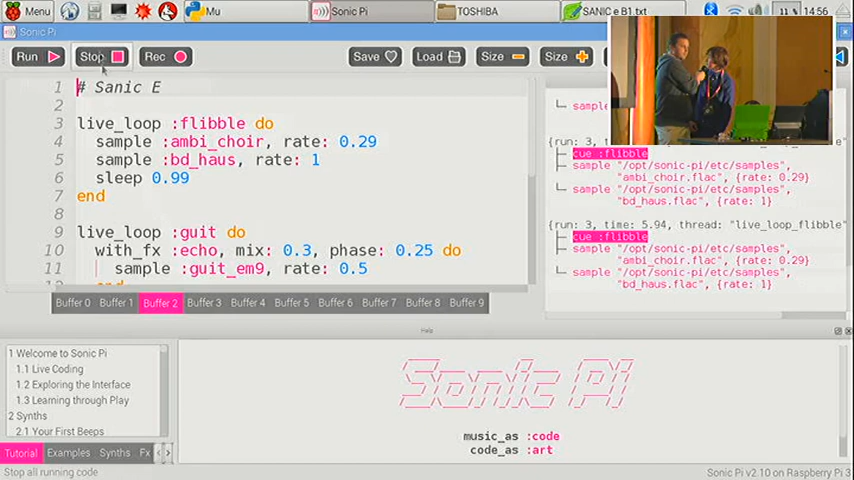 Menu Mu Sonic Pi TOSHIBA SANIC e B1.txt 14:56
Sonic Pi
Run Stop Rec Save Load Size Size
1 # Sanic E
2
3 live_loop :flibble do
4 sample :ambi_choir, rate: 0.29
5 sample :bd_haus, rate: 1
6 sleep 0.99
7 end
8
9 live_loop :guit do
10 with_fx :echo, mix: 0.3, phase: 0.25 do
11 sample :guit_em9, rate: 0.5
12 end
Buffer 0 Buffer 1 Buffer 2 Buffer 3 Buffer 4 Buffer 5 Buffer 6 Buffer 7 Buffer 8 Buffer 9
cue :flibble
sample "/opt/sonic-pi/etc/samples",
"ambi_choir.flac", {rate: 0.29}
sample "/opt/sonic-pi/etc/samples",
"bd_haus.flac", {rate: 1}
{run: 3, time: 5.94, thread: "live_loop_flibble"
cue :flibble
sample "/opt/sonic-pi/etc/samples",
"ambi_choir.flac", {rate: 0.29}
sample "/opt/sonic-pi/etc/samples",
"bd_haus.flac", {rate: 1}
Help
1 Welcome to Sonic Pi
1.1 Live Coding
1.2 Exploring the Interface
1.3 Learning through Play
2 Synths
2.1 Your First Beeps
Tutorial Examples Synths Fx
Sonic Pi
music_as :code
code_as :art
Stop all running code
Sonic Pi v2.10 on Raspberry Pi 3